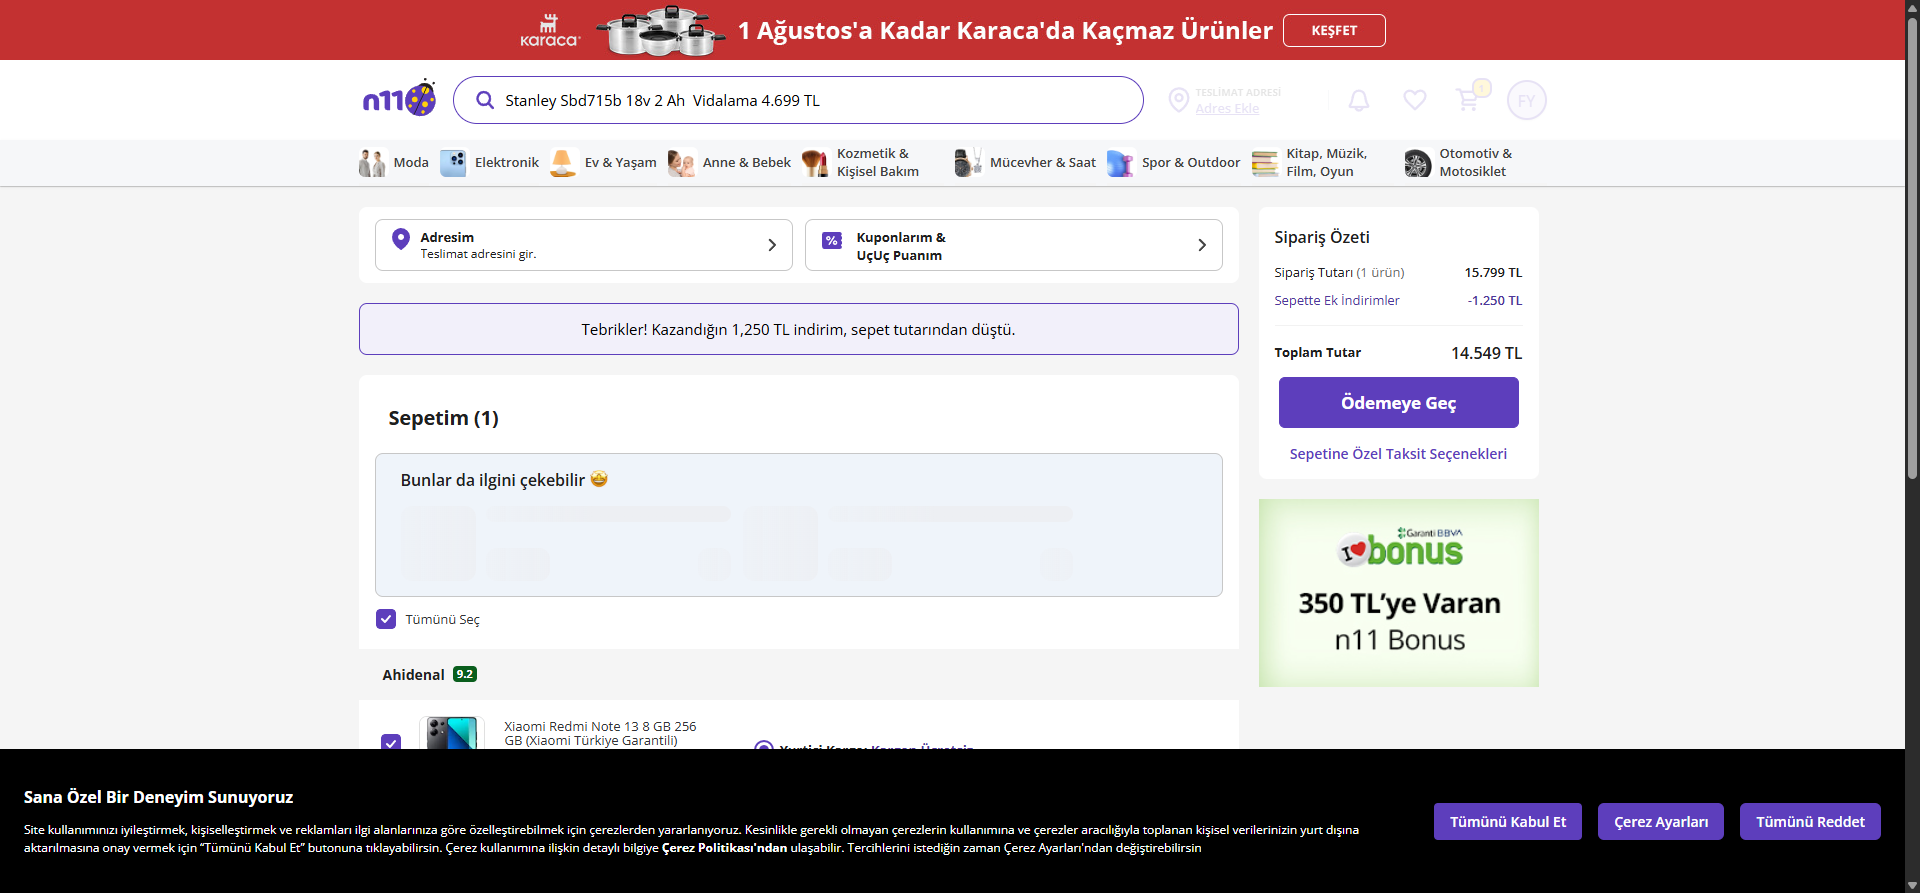 Karaca
1 Ağustos'a Kadar Karaca'da Kaçmaz Ürünler
KEŞFET
n11
Stanley Sbd715b 18v 2 Ah  Vidalama 4.699 TL
TESLİMAT ADRESİ
Adres Ekle
1
FY
Moda
Elektronik
Ev & Yaşam
Anne & Bebek
Kozmetik &
Kişisel Bakım
Mücevher & Saat
Spor & Outdoor
Kitap, Müzik,
Film, Oyun
Otomotiv &
Motosiklet
Adresim
Teslimat adresini gir.
%
Kuponlarım &
UçUç Puanım
Tebrikler! Kazandığın 1,250 TL indirim, sepet tutarından düştü.
Sepetim (1)
Bunlar da ilgini çekebilir 🤩
Tümünü Seç
Ahidenal 9.2
Xiaomi Redmi Note 13 8 GB 256
GB (Xiaomi Türkiye Garantili)
Yurtiçi Kargo: Kargon Ücretsiz
Sipariş Özeti
Sipariş Tutarı (1 ürün) 15.799 TL
Sepette Ek İndirimler -1.250 TL
Toplam Tutar 14.549 TL
Ödemeye Geç
Sepetine Özel Taksit Seçenekleri
Garanti BBVA
I ❤ bonus
350 TL’ye Varan
n11 Bonus
Sana Özel Bir Deneyim Sunuyoruz
Site kullanımınızı iyileştirmek, kişiselleştirmek ve reklamları ilgi alanlarınıza göre özelleştirebilmek için çerezlerden yararlanıyoruz. Kesinlikle gerekli olmayan çerezlerin kullanımına ve çerezler aracılığıyla toplanan kişisel verilerinizin yurt dışına
aktarılmasına onay vermek için “Tümünü Kabul Et” butonuna tıklayabilirsin. Çerez kullanımına ilişkin detaylı bilgiye Çerez Politikası'ndan ulaşabilir. Tercihlerini istediğin zaman Çerez Ayarları’ndan değiştirebilirsin
Tümünü Kabul Et
Çerez Ayarları
Tümünü Reddet